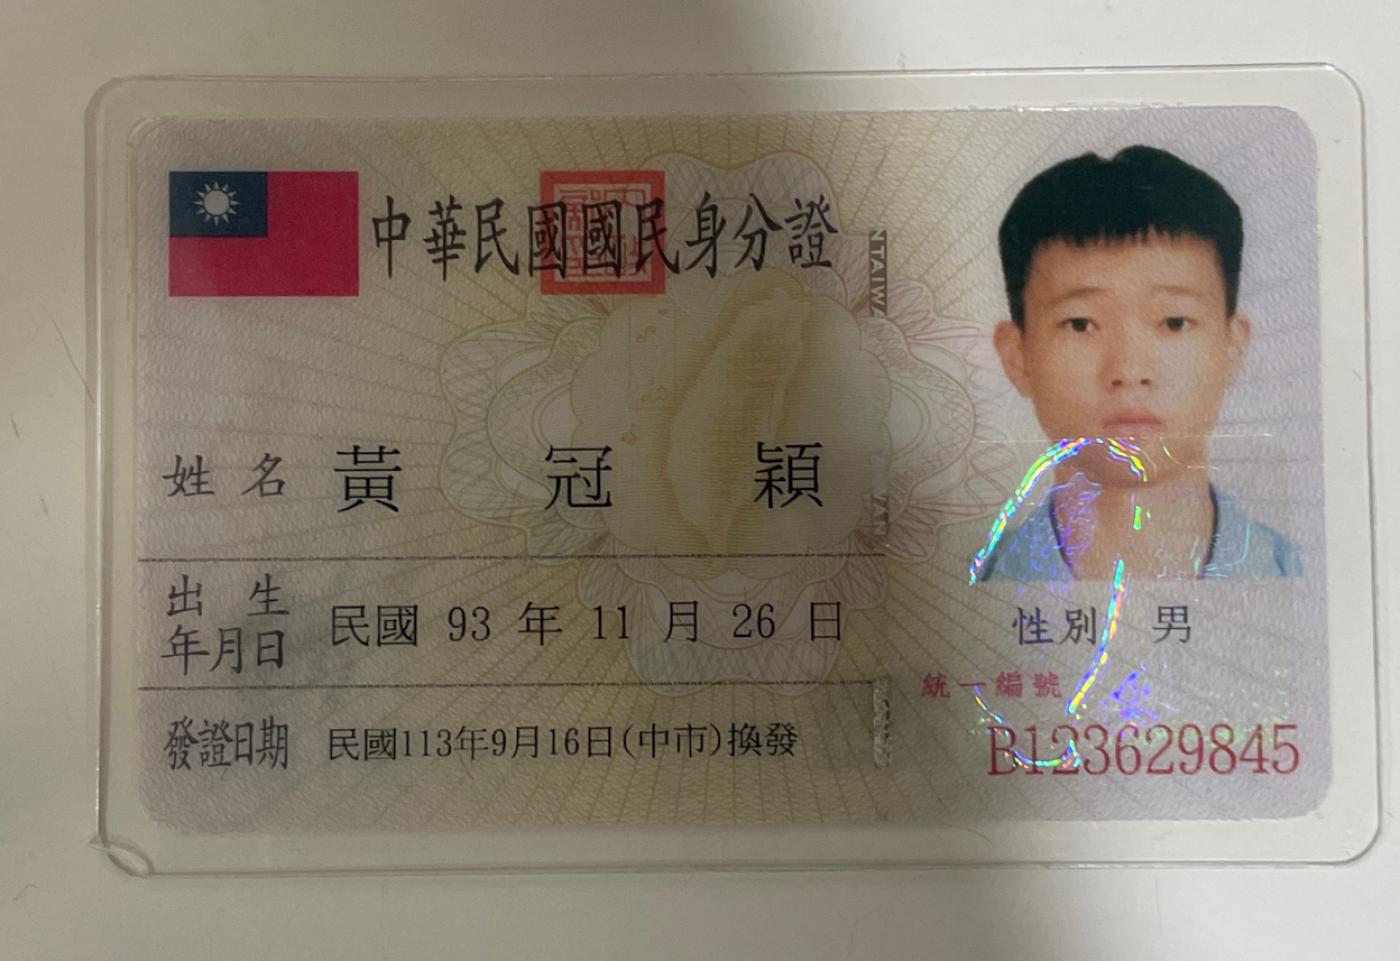 中華民國國民身分證
姓名 黃冠穎
出生年月日 民國 93 年 11 月 26 日
性別 男
統一編號
B123629845
發證日期 民國113年9月16日(中市)換發